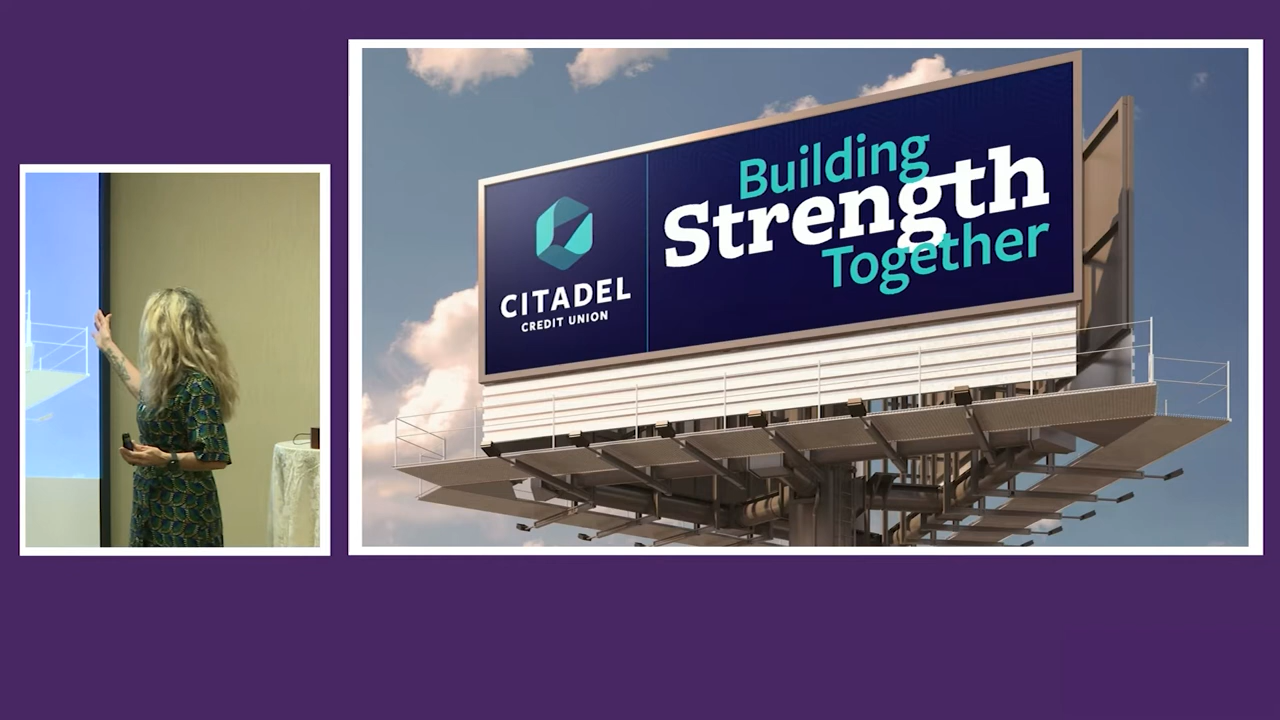 CITADEL
CREDIT UNION
Building
Strength
Together